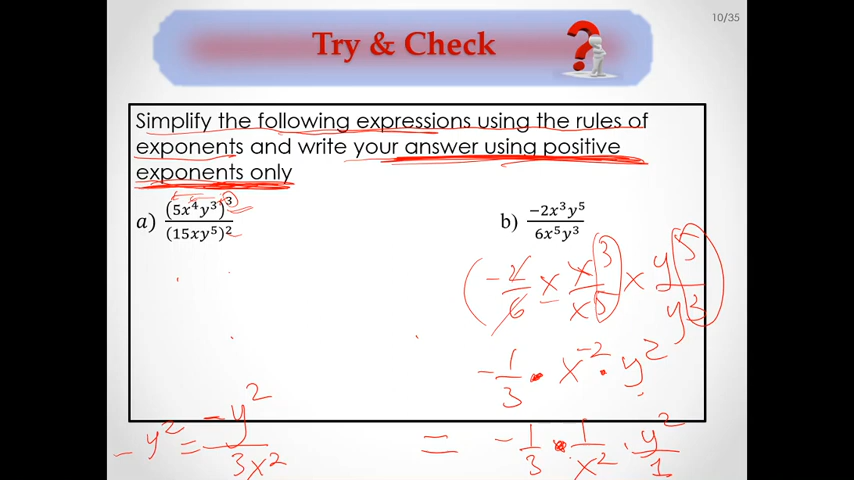 10/35
Try & Check
Simplify the following expressions using the rules of
exponents and write your answer using positive
exponents only
a) (5x⁴y³)³ / (15xy⁵)²
b) −2x³y⁵ / 6x⁵y³
(-2/6 × x³/x⁵ × y⁵/y³)
-1/3 · x⁻² · y²
= -1/3 · 1/x² · y²/1
- y² = -y²/3x²